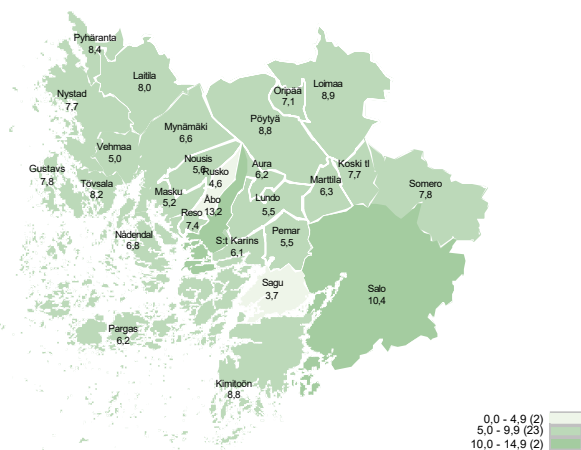 Pyhäranta
8,4
Laitila
8,0
Nystad
7,7
Oripää
7,1
Loimaa
8,9
Pöytyä
8,8
Mynämäki
6,6
Vehmaa
5,0
Gustavs
7,8
Tövsala
8,2
Nousis
5,6
Rusko
4,6
Aura
6,2
Koski tl
7,7
Marttila
6,3
Somero
7,8
Masku
5,2
Åbo
13,2
Lundo
5,5
Reso
7,4
Nådendal
6,8
S:t Karins
6,1
Pemar
5,5
Sagu
3,7
Salo
10,4
Pargas
6,2
Kimitoön
8,8
0,0 - 4,9 (2)
5,0 - 9,9 (23)
10,0 - 14,9 (2)